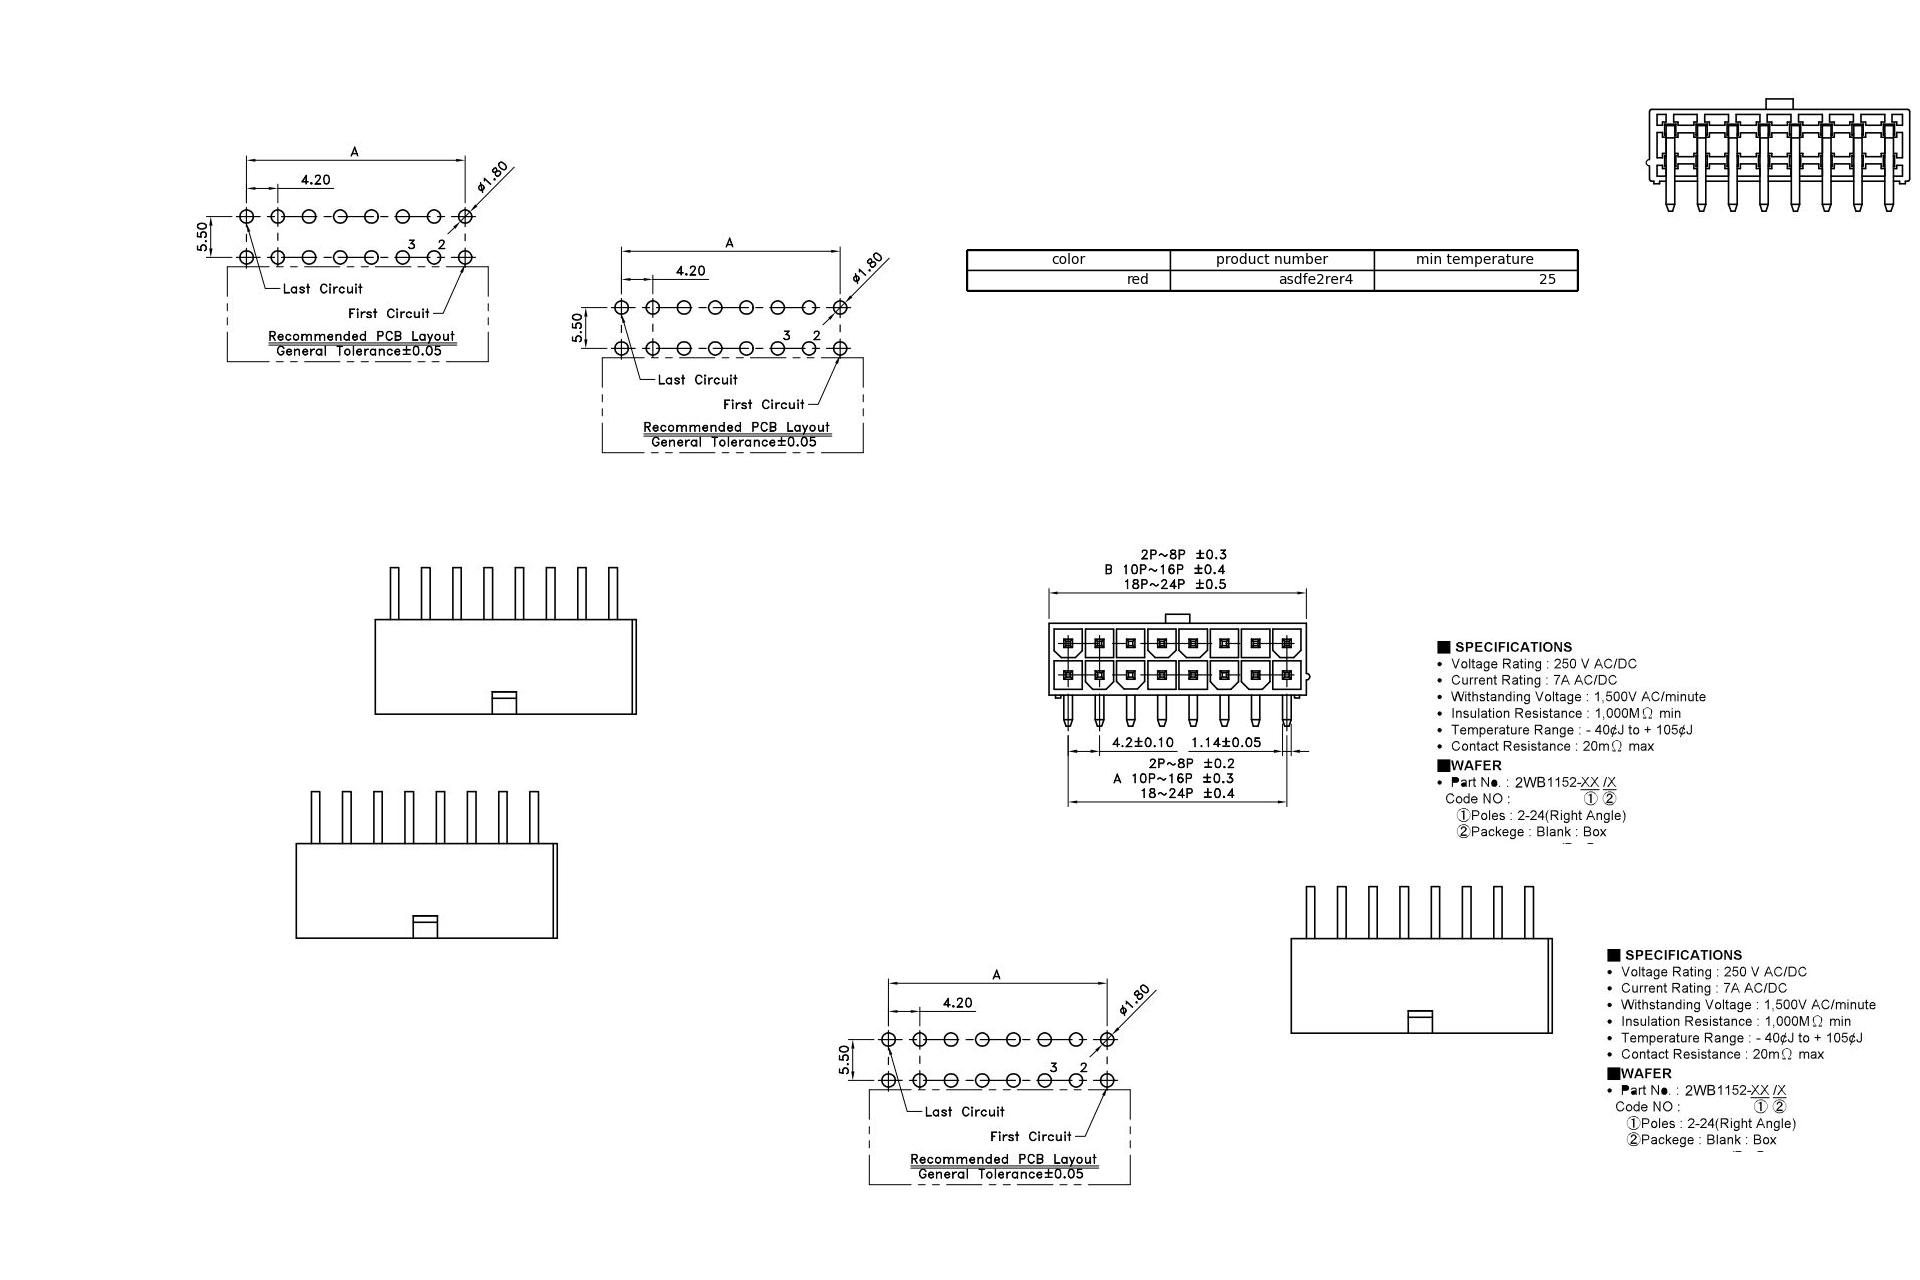 A
4.20
ø1.80
5.50
3 2
Last Circuit
First Circuit
Recommended PCB Layout
General Tolerance±0.05
A
4.20
ø1.80
5.50
3 2
Last Circuit
First Circuit
Recommended PCB Layout
General Tolerance±0.05
color product number min temperature
red asdfe2rer4 25
2P~8P ±0.3
B 10P~16P ±0.4
18P~24P ±0.5
4.2±0.10 1.14±0.05
2P~8P ±0.2
A 10P~16P ±0.3
18~24P ±0.4
■ SPECIFICATIONS
• Voltage Rating : 250 V AC/DC
• Current Rating : 7A AC/DC
• Withstanding Voltage : 1,500V AC/minute
• Insulation Resistance : 1,000MΩ min
• Temperature Range : - 40¢J to + 105¢J
• Contact Resistance : 20mΩ max
■WAFER
• Part No. : 2WB1152-XX /X
Code NO : ① ②
①Poles : 2-24(Right Angle)
②Packege : Blank : Box
A
4.20
ø1.80
5.50
3 2
Last Circuit
First Circuit
Recommended PCB Layout
General Tolerance±0.05
■ SPECIFICATIONS
• Voltage Rating : 250 V AC/DC
• Current Rating : 7A AC/DC
• Withstanding Voltage : 1,500V AC/minute
• Insulation Resistance : 1,000MΩ min
• Temperature Range : - 40¢J to + 105¢J
• Contact Resistance : 20mΩ max
■WAFER
• Part No. : 2WB1152-XX /X
Code NO : ① ②
①Poles : 2-24(Right Angle)
②Packege : Blank : Box